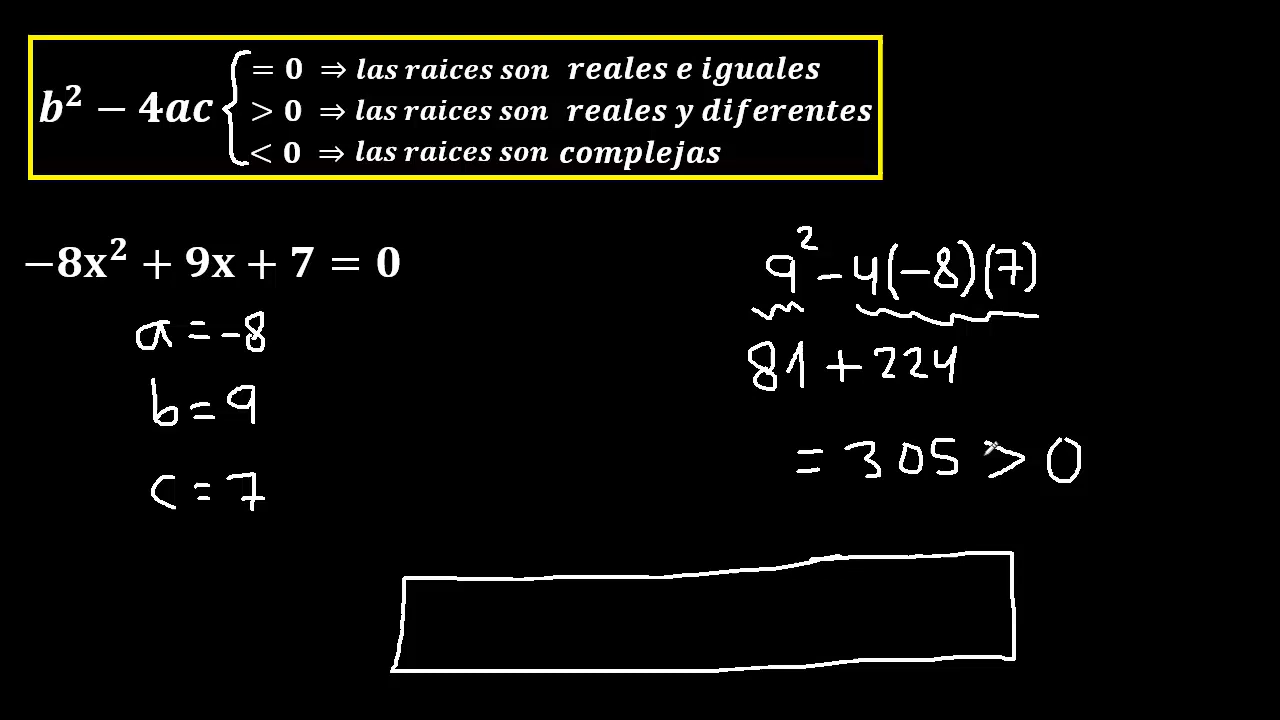 b² − 4ac { = 0 ⇒ las raices son reales e iguales
> 0 ⇒ las raices son reales y diferentes
< 0 ⇒ las raices son complejas
−8x² + 9x + 7 = 0
a = -8
b = 9
c = 7
9² - 4(-8)(7)
81 + 224
= 305 > 0